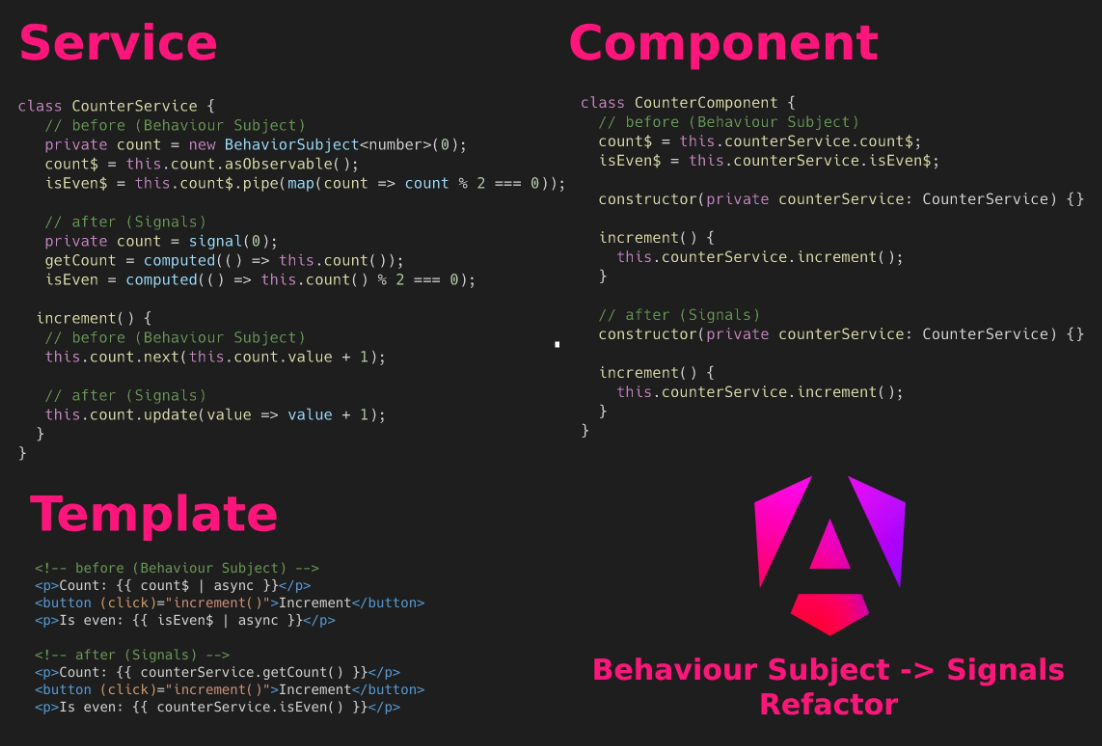 Service
class CounterService {
// before (Behaviour Subject)
private count = new BehaviorSubject<number>(0);
count$ = this.count.asObservable();
isEven$ = this.count$.pipe(map(count => count % 2 === 0));
// after (Signals)
private count = signal(0);
getCount = computed(() => this.count());
isEven = computed(() => this.count() % 2 === 0);
increment() {
// before (Behaviour Subject)
this.count.next(this.count.value + 1);
// after (Signals)
this.count.update(value => value + 1);
}
}
Component
class CounterComponent {
// before (Behaviour Subject)
count$ = this.counterService.count$;
isEven$ = this.counterService.isEven$;
constructor(private counterService: CounterService) {}
increment() {
this.counterService.increment();
}
// after (Signals)
constructor(private counterService: CounterService) {}
increment() {
this.counterService.increment();
}
}
Template
<!-- before (Behaviour Subject) -->
<p>Count: {{ count$ | async }}</p>
<button (click)="increment()">Increment</button>
<p>Is even: {{ isEven$ | async }}</p>
<!-- after (Signals) -->
<p>Count: {{ counterService.getCount() }}</p>
<button (click)="increment()">Increment</button>
<p>Is even: {{ counterService.isEven() }}</p>
Behaviour Subject -> Signals
Refactor